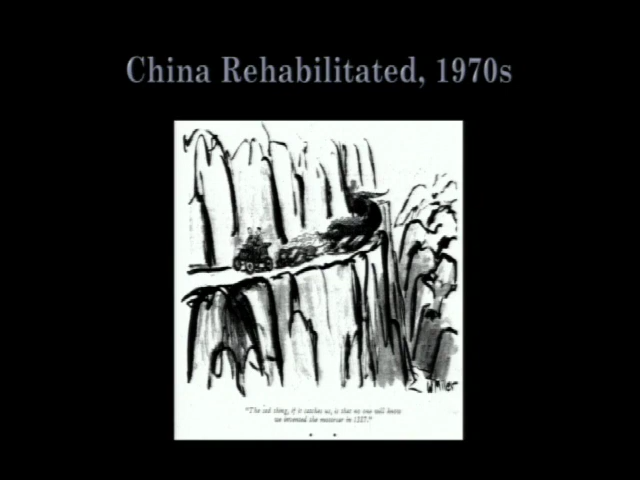 China Rehabilitated, 1970s
"The sad thing, if it catches us, is that no one will know
we invented the motorcar in 1337."